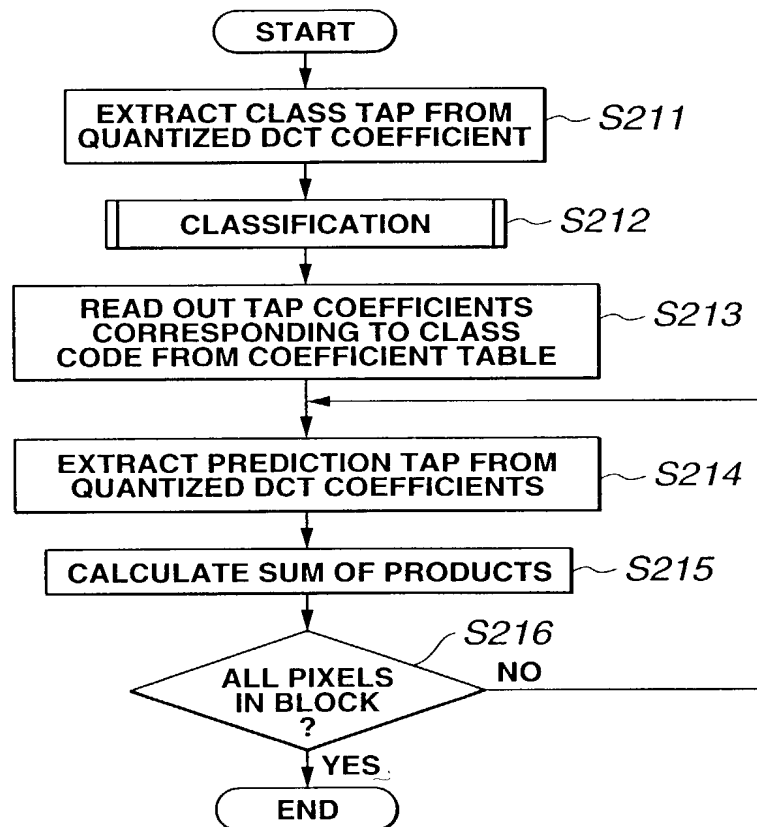 START
EXTRACT CLASS TAP FROM
QUANTIZED DCT COEFFICIENT
S211
CLASSIFICATION
S212
READ OUT TAP COEFFICIENTS
CORRESPONDING TO CLASS
CODE FROM COEFFICIENT TABLE
S213
EXTRACT PREDICTION TAP FROM
QUANTIZED DCT COEFFICIENTS
S214
CALCULATE SUM OF PRODUCTS
S215
S216
ALL PIXELS
IN BLOCK
?
NO
YES
END